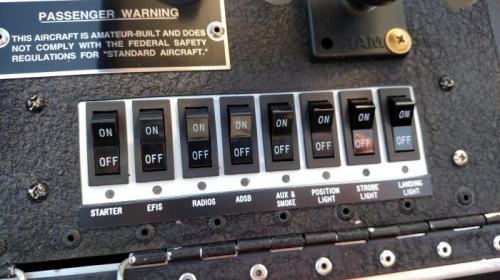 PASSENGER WARNING
THIS AIRCRAFT IS AMATEUR-BUILT AND DOES
NOT COMPLY WITH THE FEDERAL SAFETY
REGULATIONS FOR "STANDARD AIRCRAFT."
RAM
ON ON ON ON ON ON ON ON
OFF OFF OFF OFF OFF OFF OFF OFF
STARTER EFIS RADIOS ADSB AUX & POSITION STROBE LANDING
SMOKE LIGHT LIGHT LIGHT